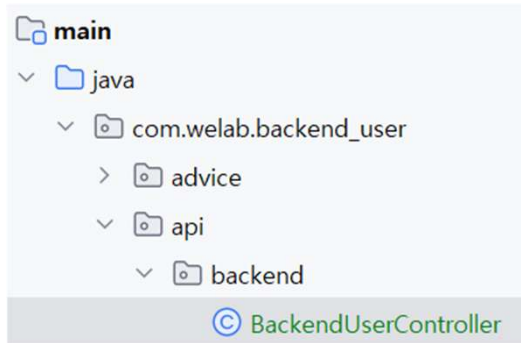 main
java
com.welab.backend_user
advice
api
backend
BackendUserController